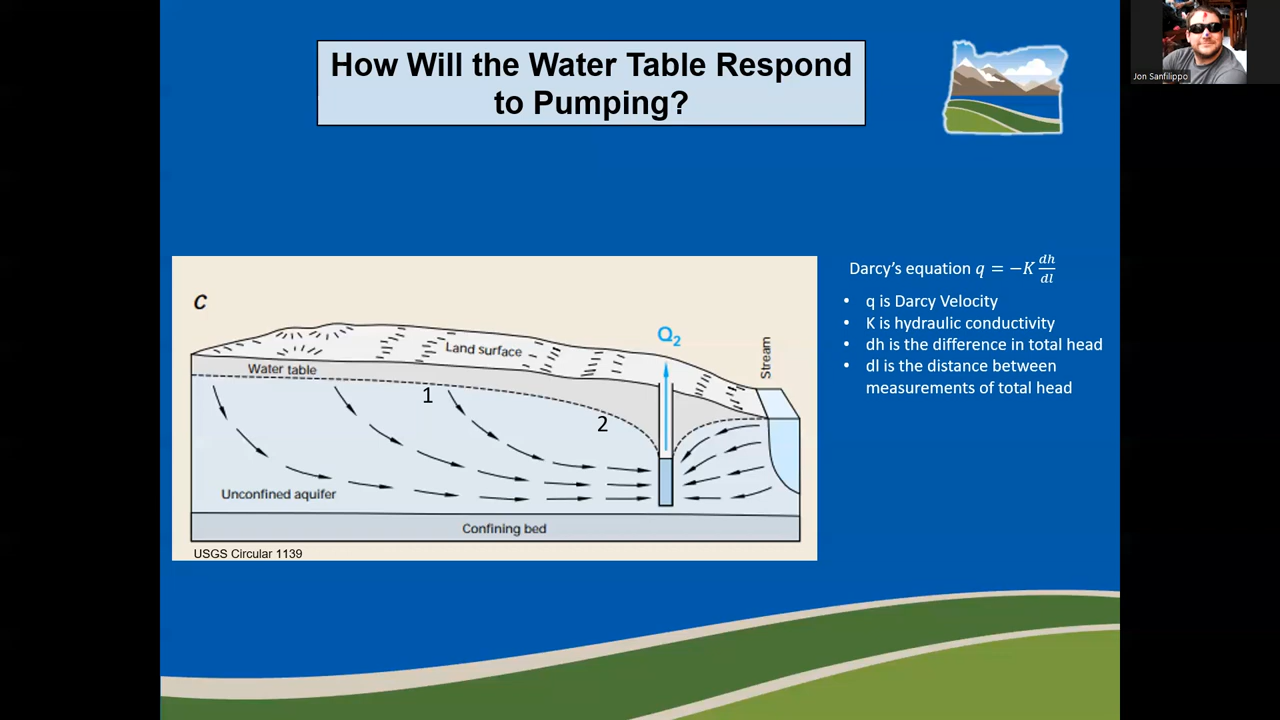 How Will the Water Table Respond
to Pumping?
Jon Sanfilippo
C
Q₂
Land surface
Stream
Water table
1
2
Unconfined aquifer
Confining bed
USGS Circular 1139
Darcy's equation q = −K dh/dl
• q is Darcy Velocity
• K is hydraulic conductivity
• dh is the difference in total head
• dl is the distance between
measurements of total head